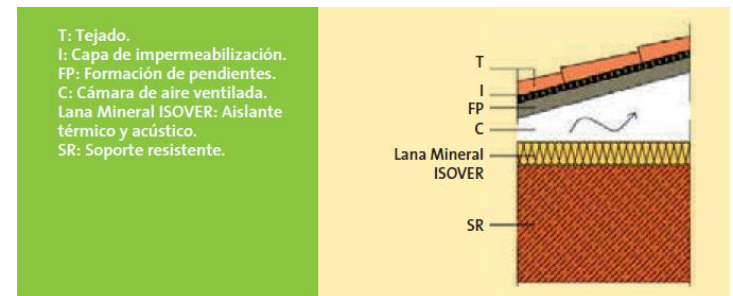 T: Tejado.
I: Capa de impermeabilización.
FP: Formación de pendientes.
C: Cámara de aire ventilada.
Lana Mineral ISOVER: Aislante
térmico y acústico.
SR: Soporte resistente.
T
I
FP
C
Lana Mineral
ISOVER
SR